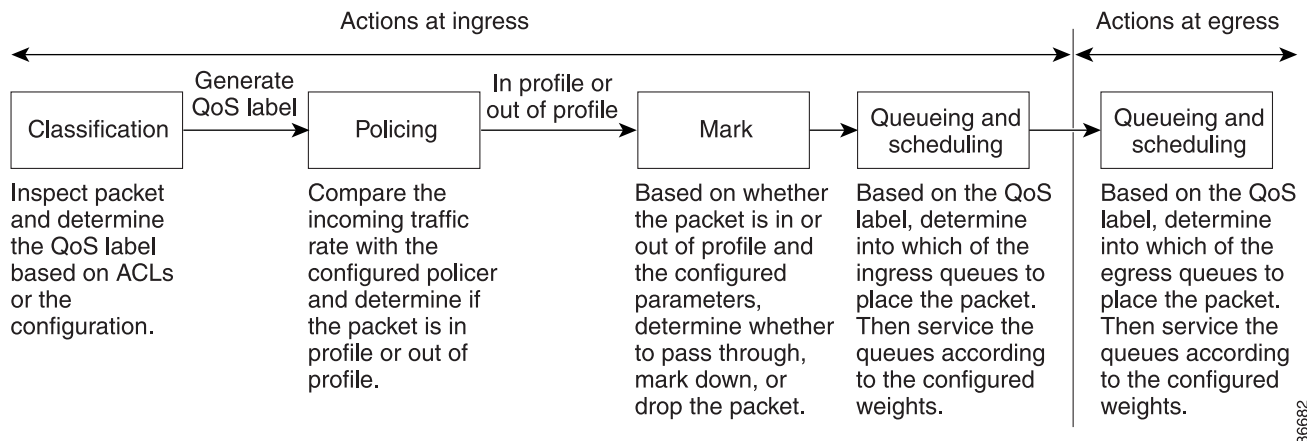 Actions at ingress
Actions at egress
Generate
QoS label
In profile or
out of profile
Classification
Policing
Mark
Queueing and
scheduling
Queueing and
scheduling
Inspect packet
and determine
the QoS label
based on ACLs
or the
configuration.
Compare the
incoming traffic
rate with the
configured policer
and determine if
the packet is in
profile or out of
profile.
Based on whether
the packet is in or
out of profile and
the configured
parameters,
determine whether
to pass through,
mark down, or
drop the packet.
Based on the QoS
label, determine
into which of the
ingress queues to
place the packet.
Then service the
queues according
to the configured
weights.
Based on the QoS
label, determine
into which of the
egress queues to
place the packet.
Then service the
queues according
to the configured
weights.